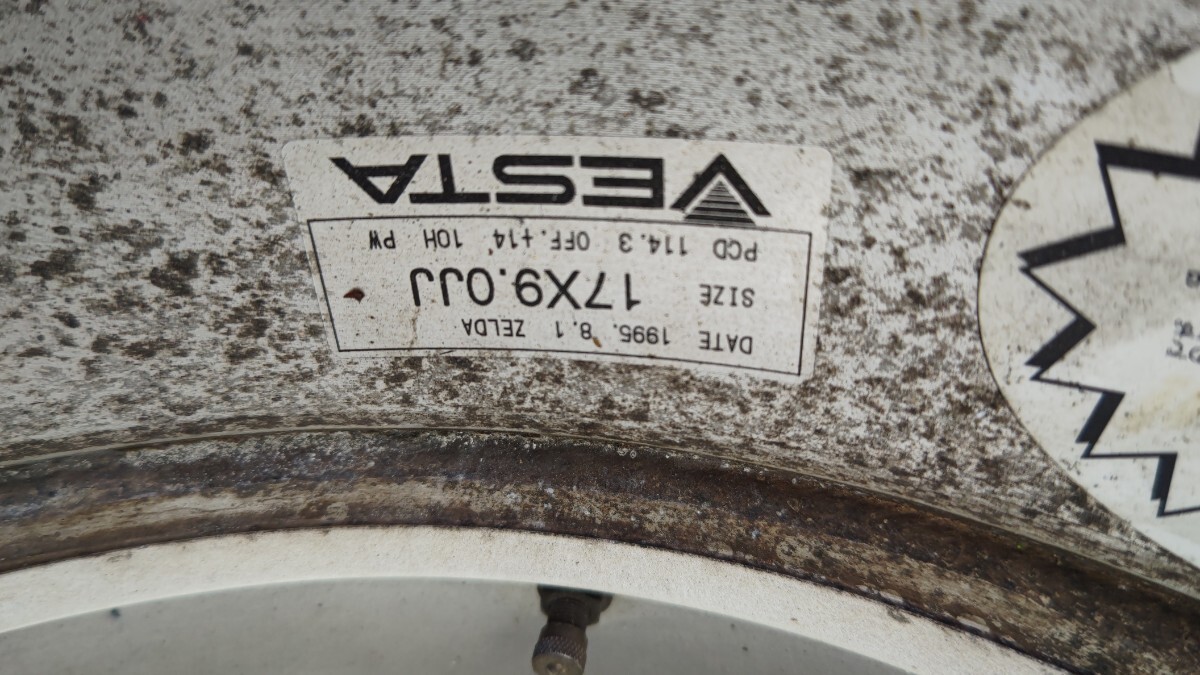 VESTA
PCD 114.3 OFF.+14 10H PW
SIZE 17X9.0JJ
DATE 1995. 8.1 ZELDA